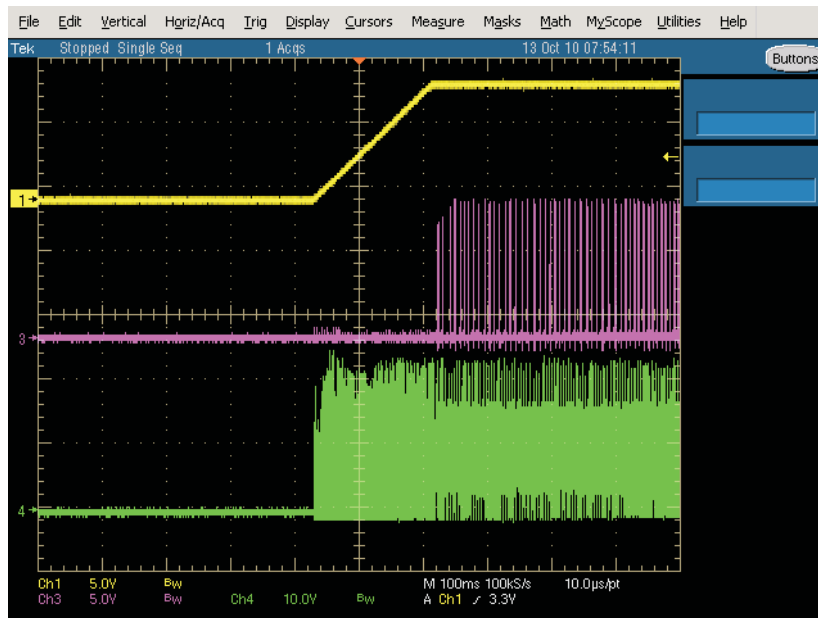 File Edit Vertical Horiz/Acq Trig Display Cursors Measure Masks Math MyScope Utilities Help
Tek Stopped Single Seq 1 Acqs 13 Oct 10 07:54:11
Buttons
1
3
4
Ch1 5.0V Bw M 100ms 100kS/s 10.0µs/pt
Ch3 5.0V Bw Ch4 10.0V Bw A Ch1 / 3.3V